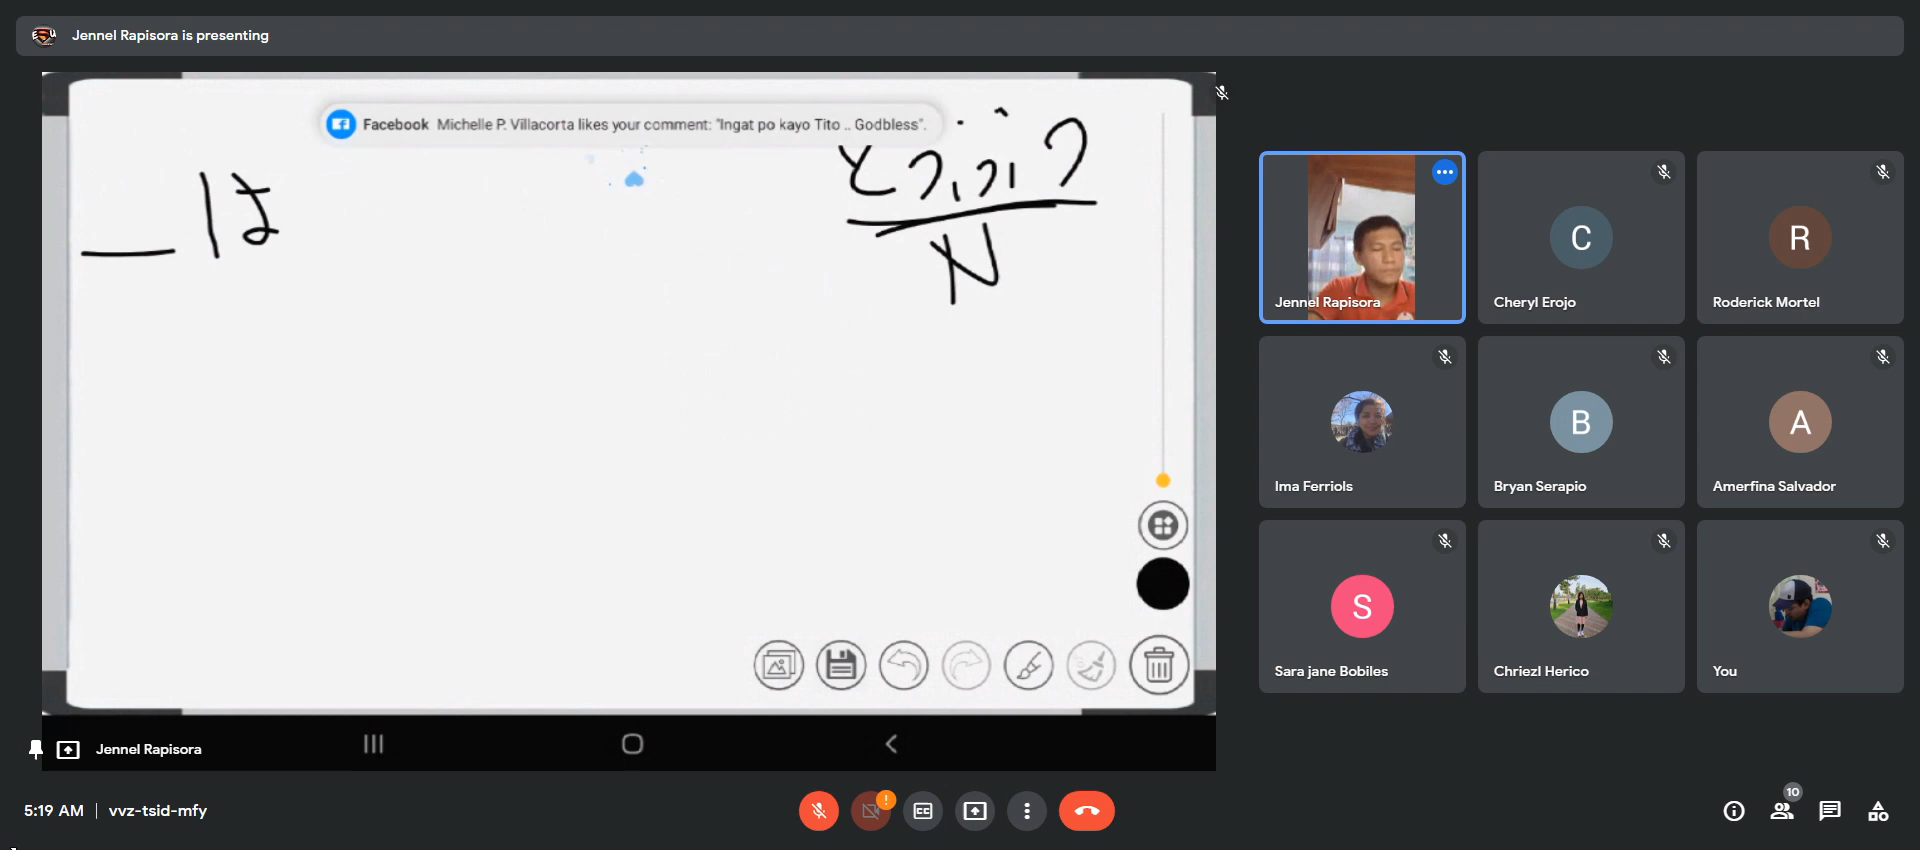 Jennel Rapisora is presenting
Facebook Michelle P. Villacorta likes your comment: "Ingat po kayo Tito .. Godbless".
N
Jennel Rapisora
Cheryl Erojo
Roderick Mortel
Ima Ferriols
B
Bryan Serapio
A
Amerfina Salvador
C
R
S
Sara jane Bobiles
Chriezl Herico
You
Jennel Rapisora
5:19 AM | vvz-tsid-mfy
CC
10